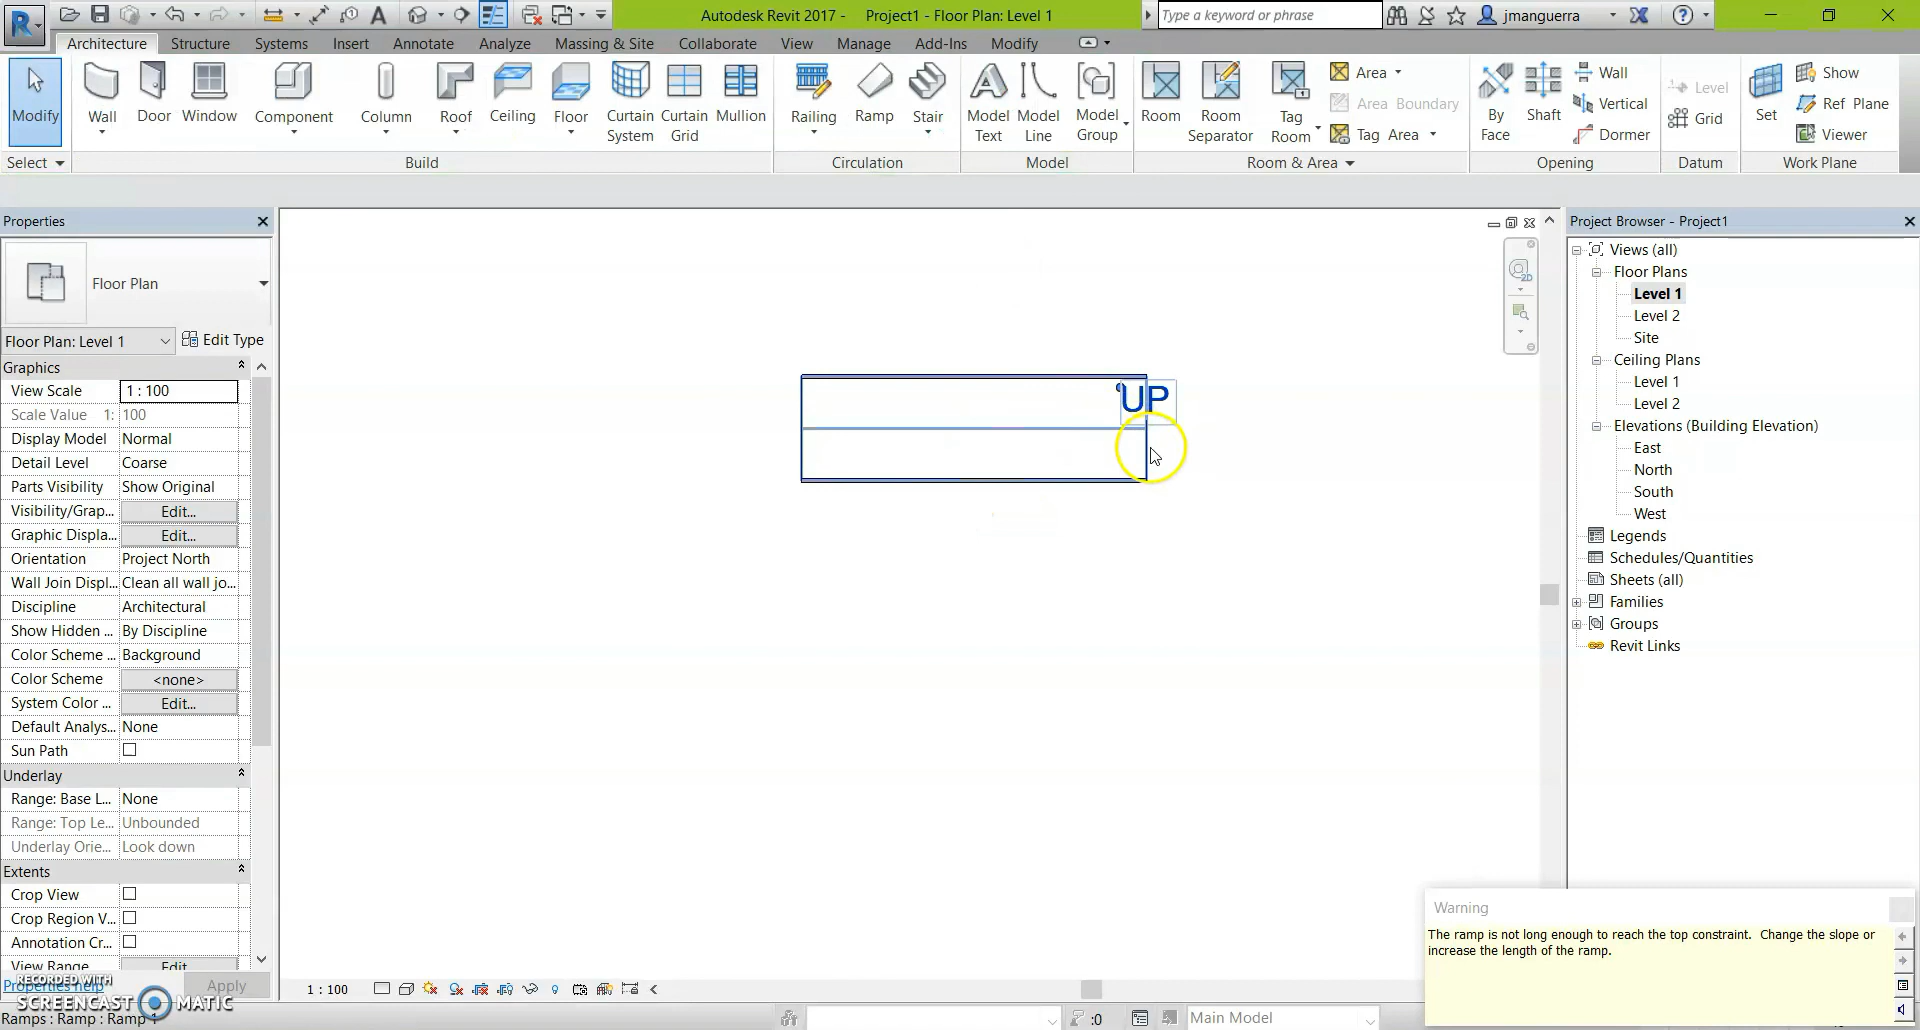 Autodesk Revit 2017 - Project1 - Floor Plan: Level 1
Type a keyword or phrase
jmanguerra
Architecture Structure Systems Insert Annotate Analyze Massing & Site Collaborate View Manage Add-Ins Modify
Modify
Wall
Door
Window
Component
Column
Roof
Ceiling
Floor
Curtain System
Curtain Grid
Mullion
Railing
Ramp
Stair
Model Text
Model Line
Model Group
Room
Room Separator
Tag Room
Area
Area Boundary
Tag Area
By Face
Shaft
Wall
Vertical
Dormer
Level
Grid
Set
Show
Ref Plane
Viewer
Select
Build
Circulation
Model
Room & Area
Opening
Datum
Work Plane
Properties
Floor Plan
Floor Plan: Level 1 Edit Type
Graphics
View Scale 1 : 100
Scale Value 1: 100
Display Model Normal
Detail Level Coarse
Parts Visibility Show Original
Visibility/Grap... Edit...
Graphic Displa... Edit...
Orientation Project North
Wall Join Displ... Clean all wall jo...
Discipline Architectural
Show Hidden ... By Discipline
Color Scheme ... Background
Color Scheme <none>
System Color ... Edit...
Default Analys... None
Sun Path
Underlay
Range: Base L... None
Range: Top Le... Unbounded
Underlay Orie... Look down
Extents
Crop View
Crop Region V...
Annotation Cr...
View Range Edit...
Properties help Apply
RECORDED WITH
SCREENCAST MATIC
Ramps : Ramp : Ramp 1
UP
2D
1 : 100
:0
Main Model
Project Browser - Project1
Views (all)
Floor Plans
Level 1
Level 2
Site
Ceiling Plans
Level 1
Level 2
Elevations (Building Elevation)
East
North
South
West
Legends
Schedules/Quantities
Sheets (all)
Families
Groups
Revit Links
Warning
The ramp is not long enough to reach the top constraint. Change the slope or
increase the length of the ramp.